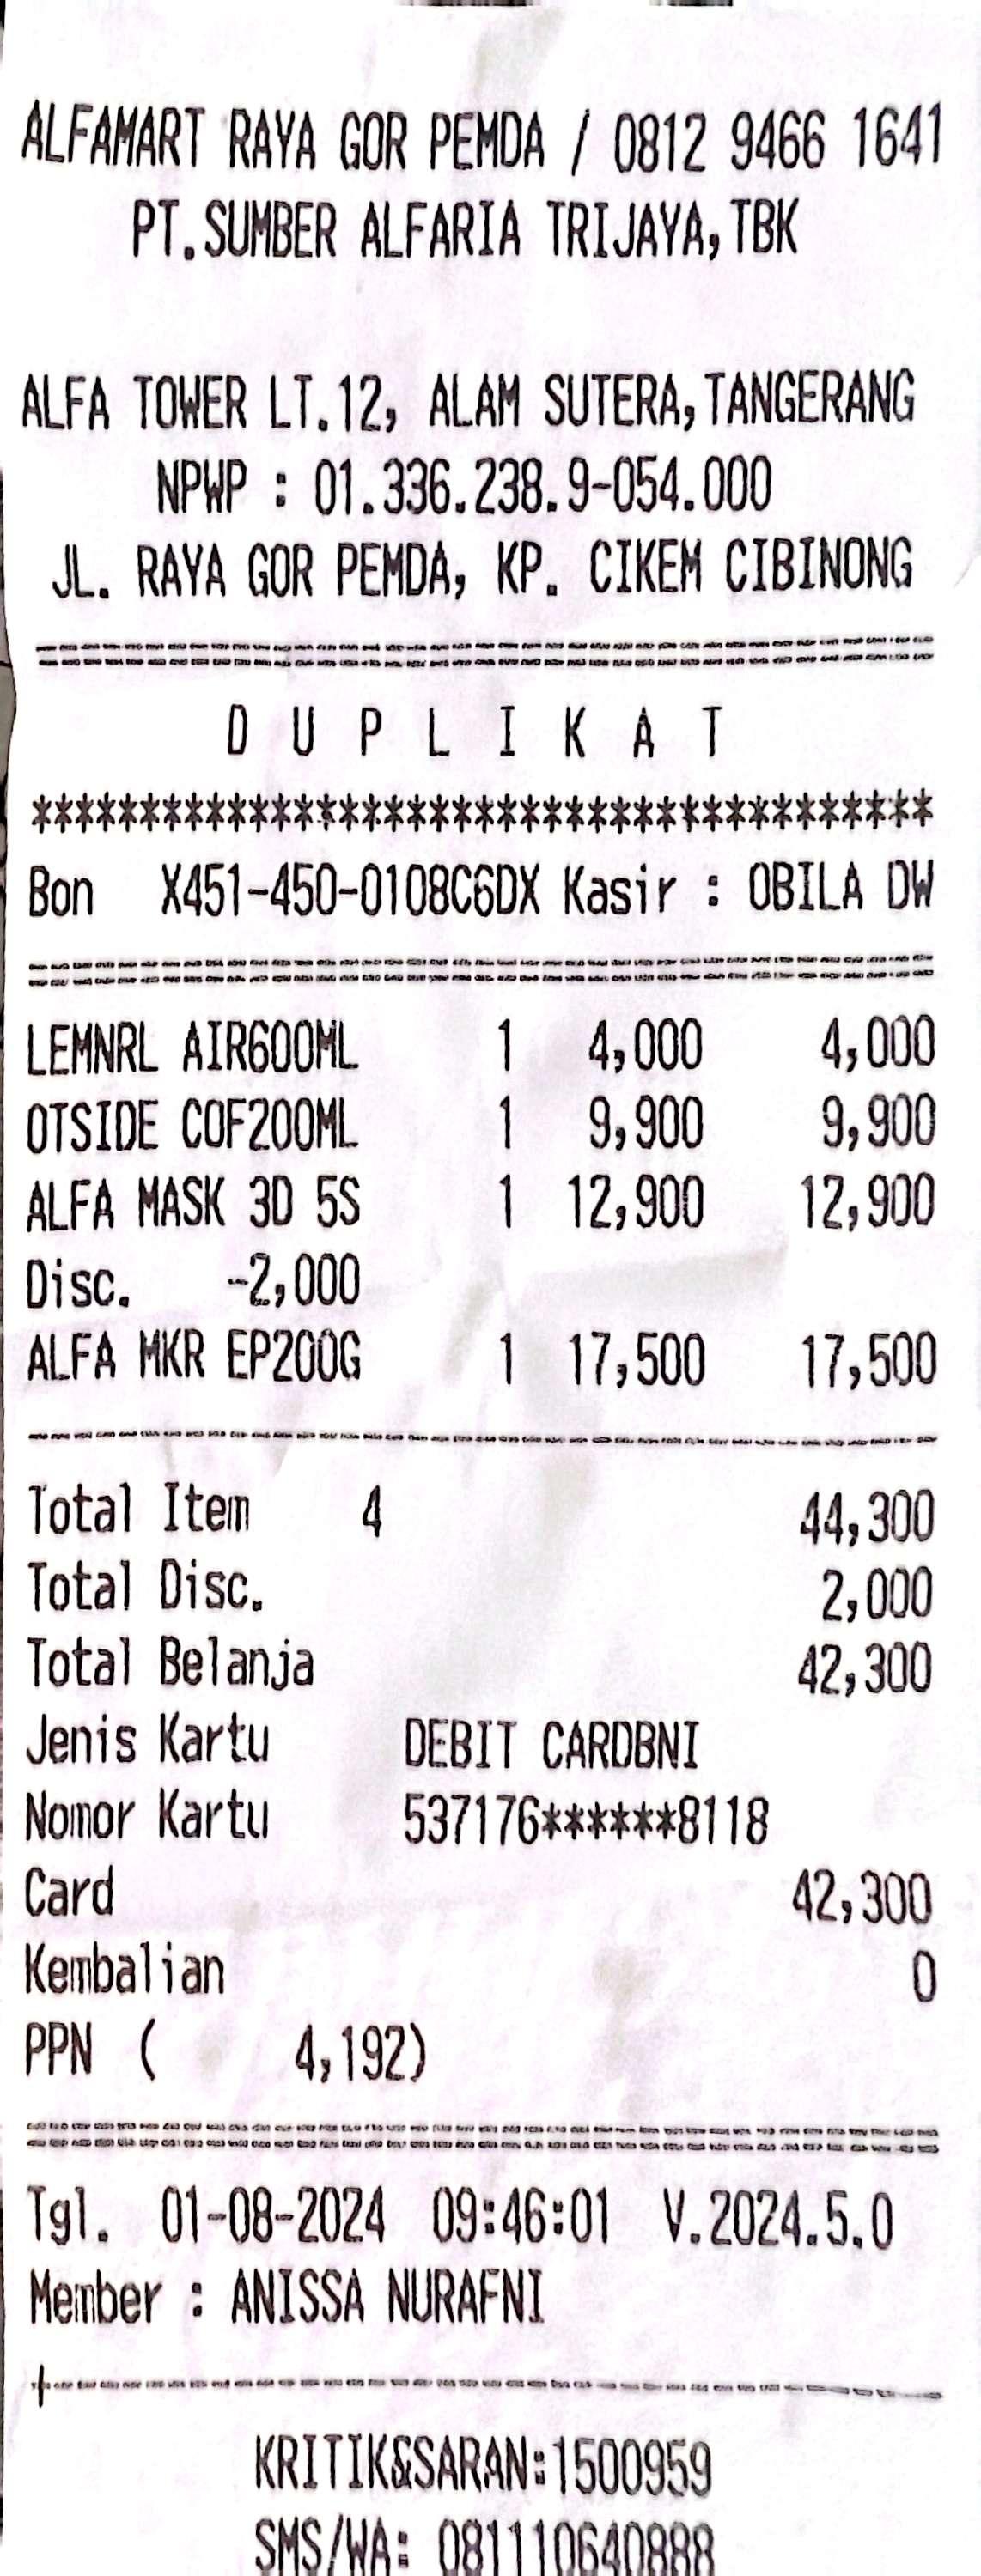 ALFAMART RAYA GOR PEMDA / 0812 9466 1641
PT.SUMBER ALFARIA TRIJAYA,TBK
ALFA TOWER LT.12, ALAM SUTERA,TANGERANG
NPWP : 01.336.238.9-054.000
JL. RAYA GOR PEMDA, KP. CIKEM CIBINONG
D U P L I K A T
****************************************
Bon X451-450-0108C6DX Kasir : OBILA DW
LEMNRL AIR600ML 1 4,000 4,000
OTSIDE COF200ML 1 9,900 9,900
ALFA MASK 3D 5S 1 12,900 12,900
Disc. -2,000
ALFA MKR EP200G 1 17,500 17,500
Total Item 4 44,300
Total Disc. 2,000
Total Belanja 42,300
Jenis Kartu DEBIT CARDBNI
Nomor Kartu 537176******8118
Card 42,300
Kembalian 0
PPN ( 4,192)
Tgl. 01-08-2024 09:46:01 V.2024.5.0
Member : ANISSA NURAFNI
KRITIK&SARAN:1500959
SMS/WA: 081110640888